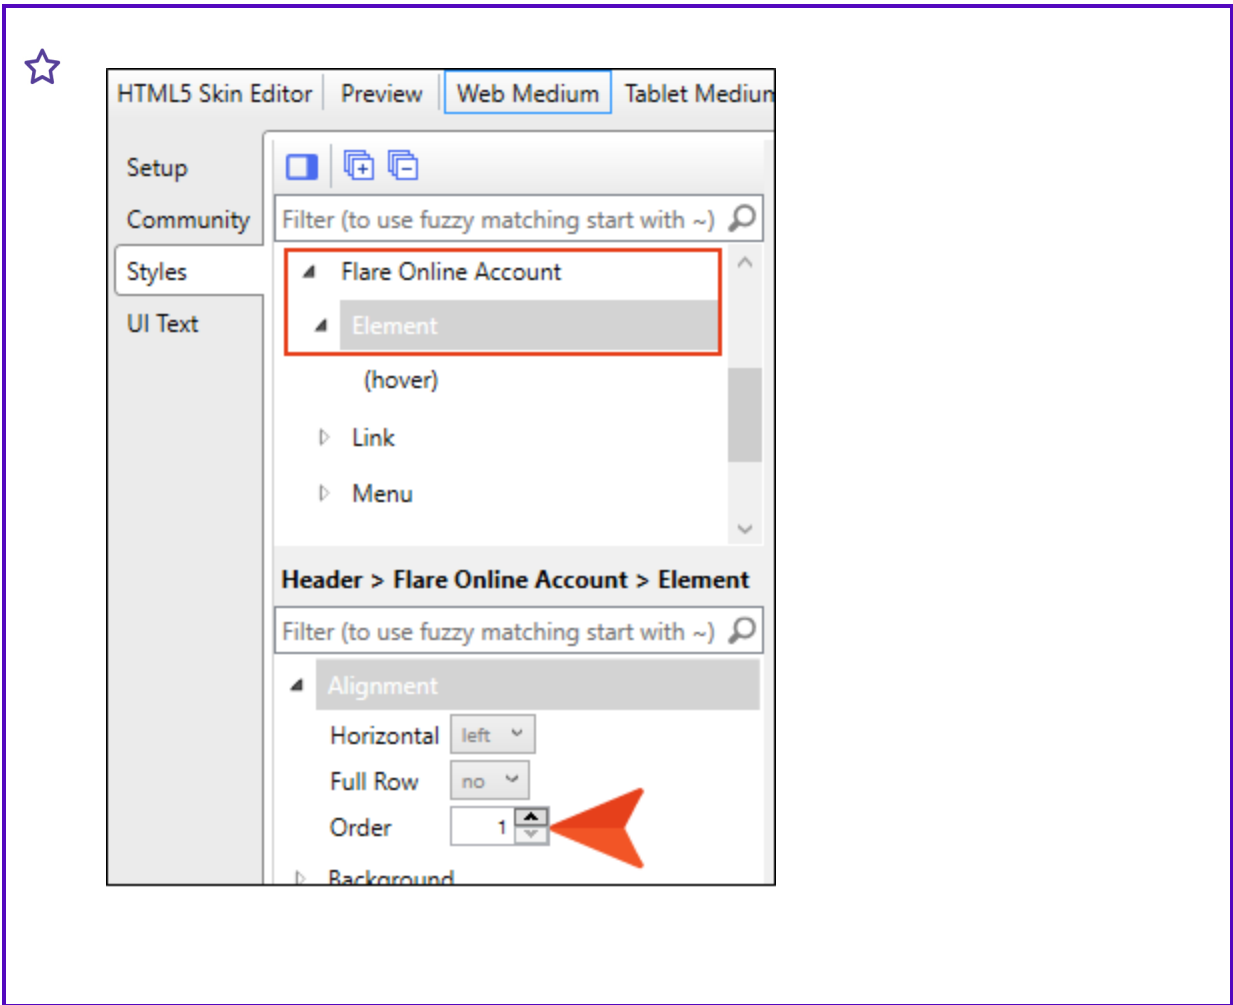 HTML5 Skin Editor Preview Web Medium Tablet Medium
Setup
Community
Styles
UI Text
Filter (to use fuzzy matching start with ~)
Flare Online Account
Element
(hover)
Link
Menu
Header > Flare Online Account > Element
Filter (to use fuzzy matching start with ~)
Alignment
Horizontal left
Full Row no
Order 1
Background